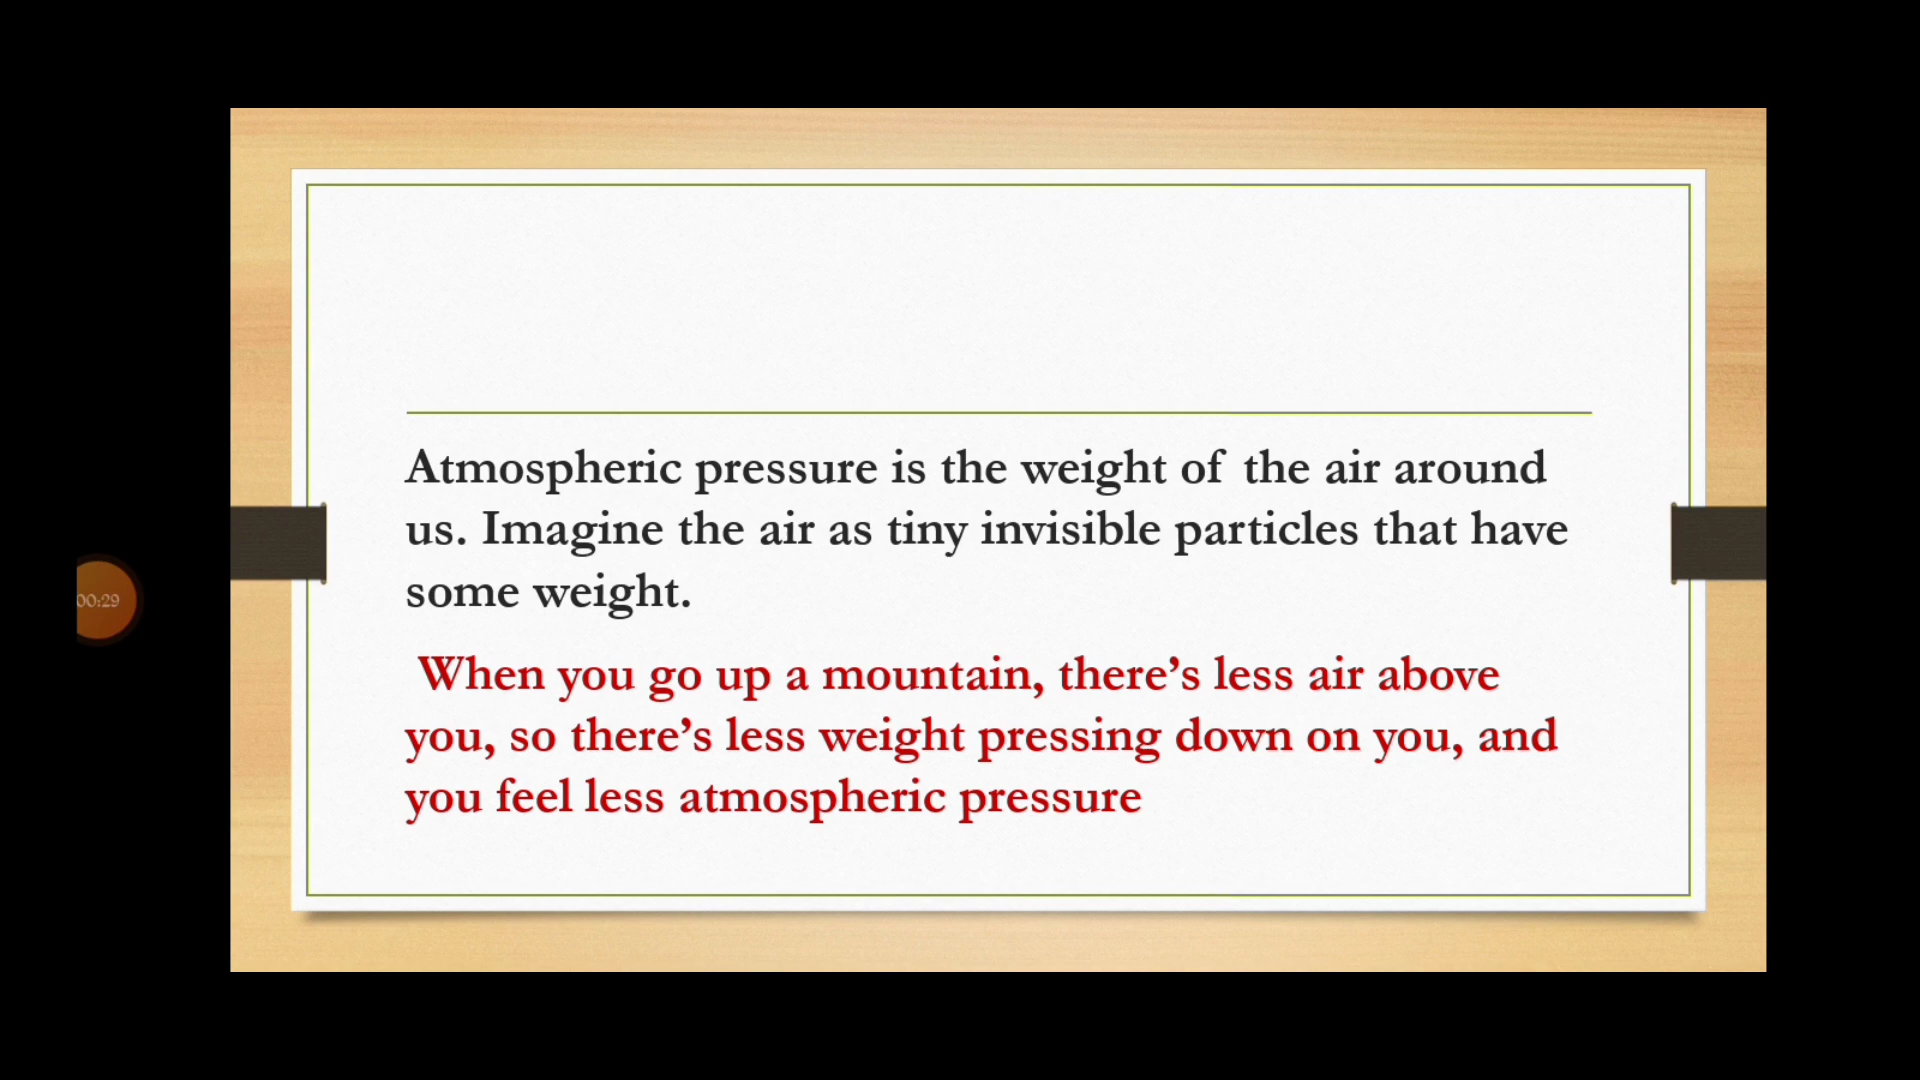 Atmospheric pressure is the weight of the air around
us. Imagine the air as tiny invisible particles that have
some weight.
When you go up a mountain, there’s less air above
you, so there’s less weight pressing down on you, and
you feel less atmospheric pressure
00:29